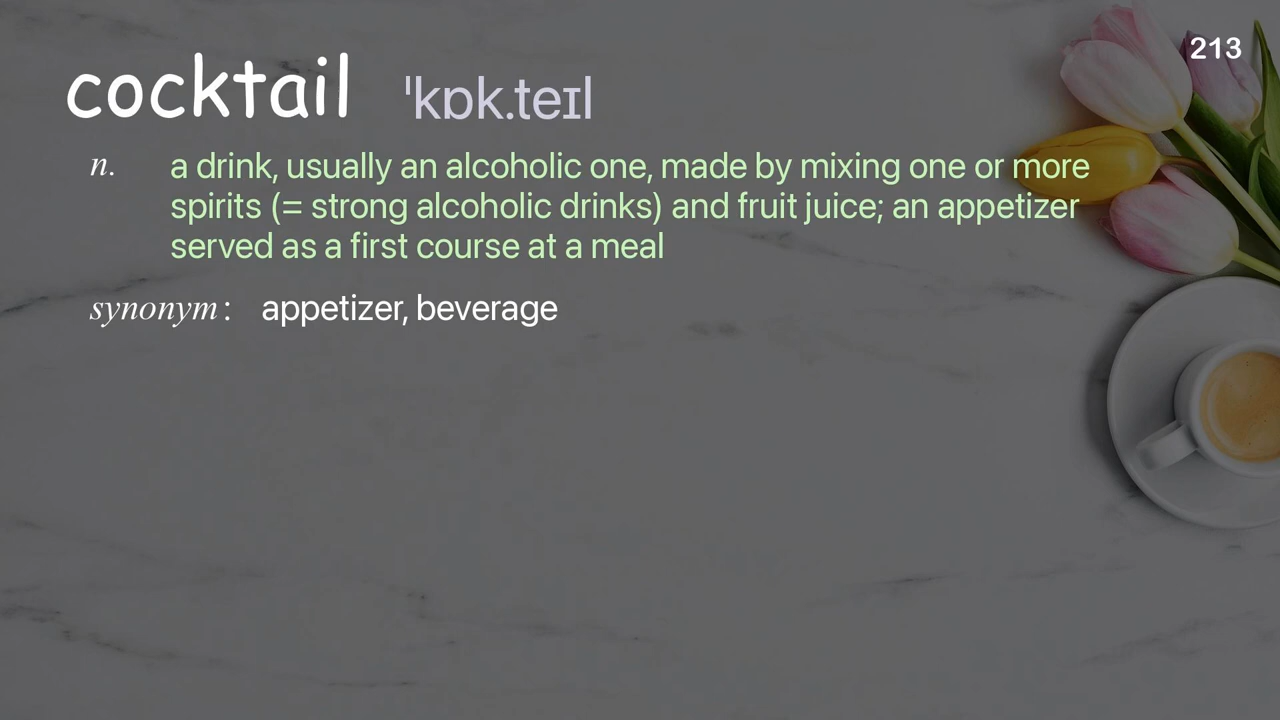 213
cocktail ˈkɒk.teɪl
n. a drink, usually an alcoholic one, made by mixing one or more
spirits (= strong alcoholic drinks) and fruit juice; an appetizer
served as a first course at a meal
synonym : appetizer, beverage